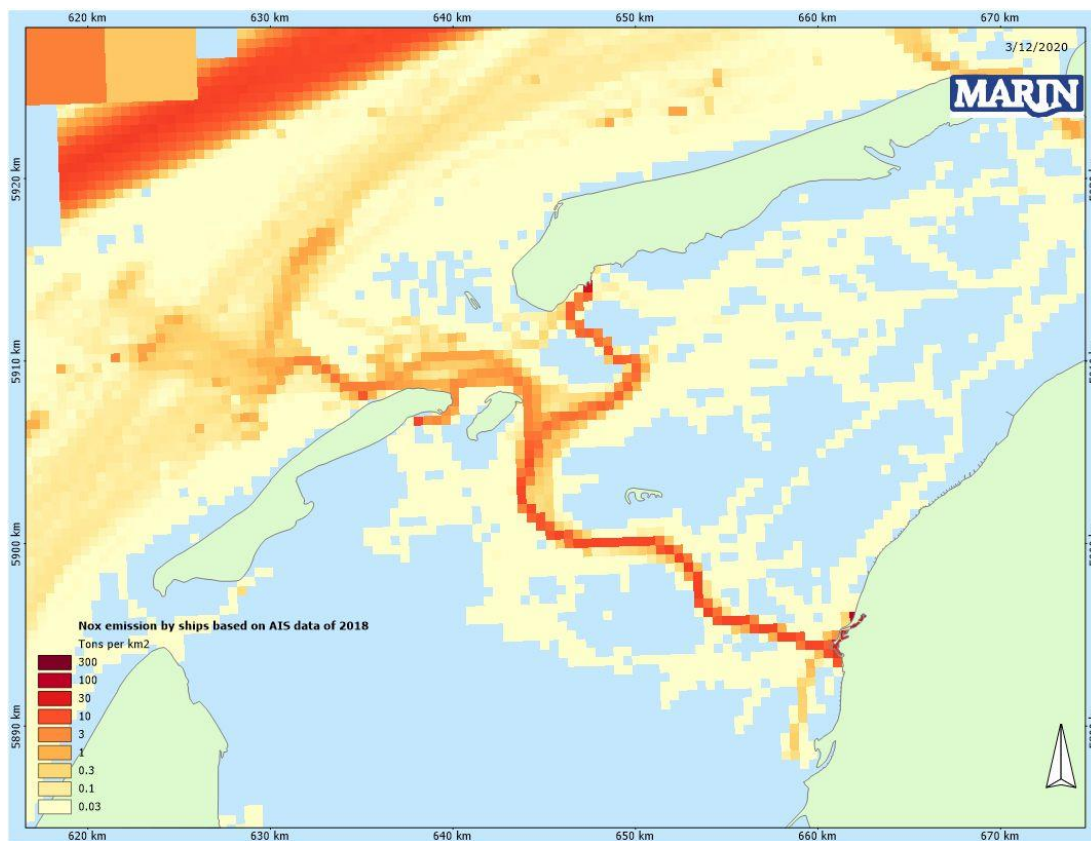 620 km 630 km 640 km 650 km 660 km 670 km
3/12/2020
MARIN
5920 km
5910 km
5900 km
5890 km
Nox emission by ships based on AIS data of 2018
Tons per km2
300
100
30
10
3
1
0.3
0.1
0.03
620 km 630 km 640 km 650 km 660 km 670 km